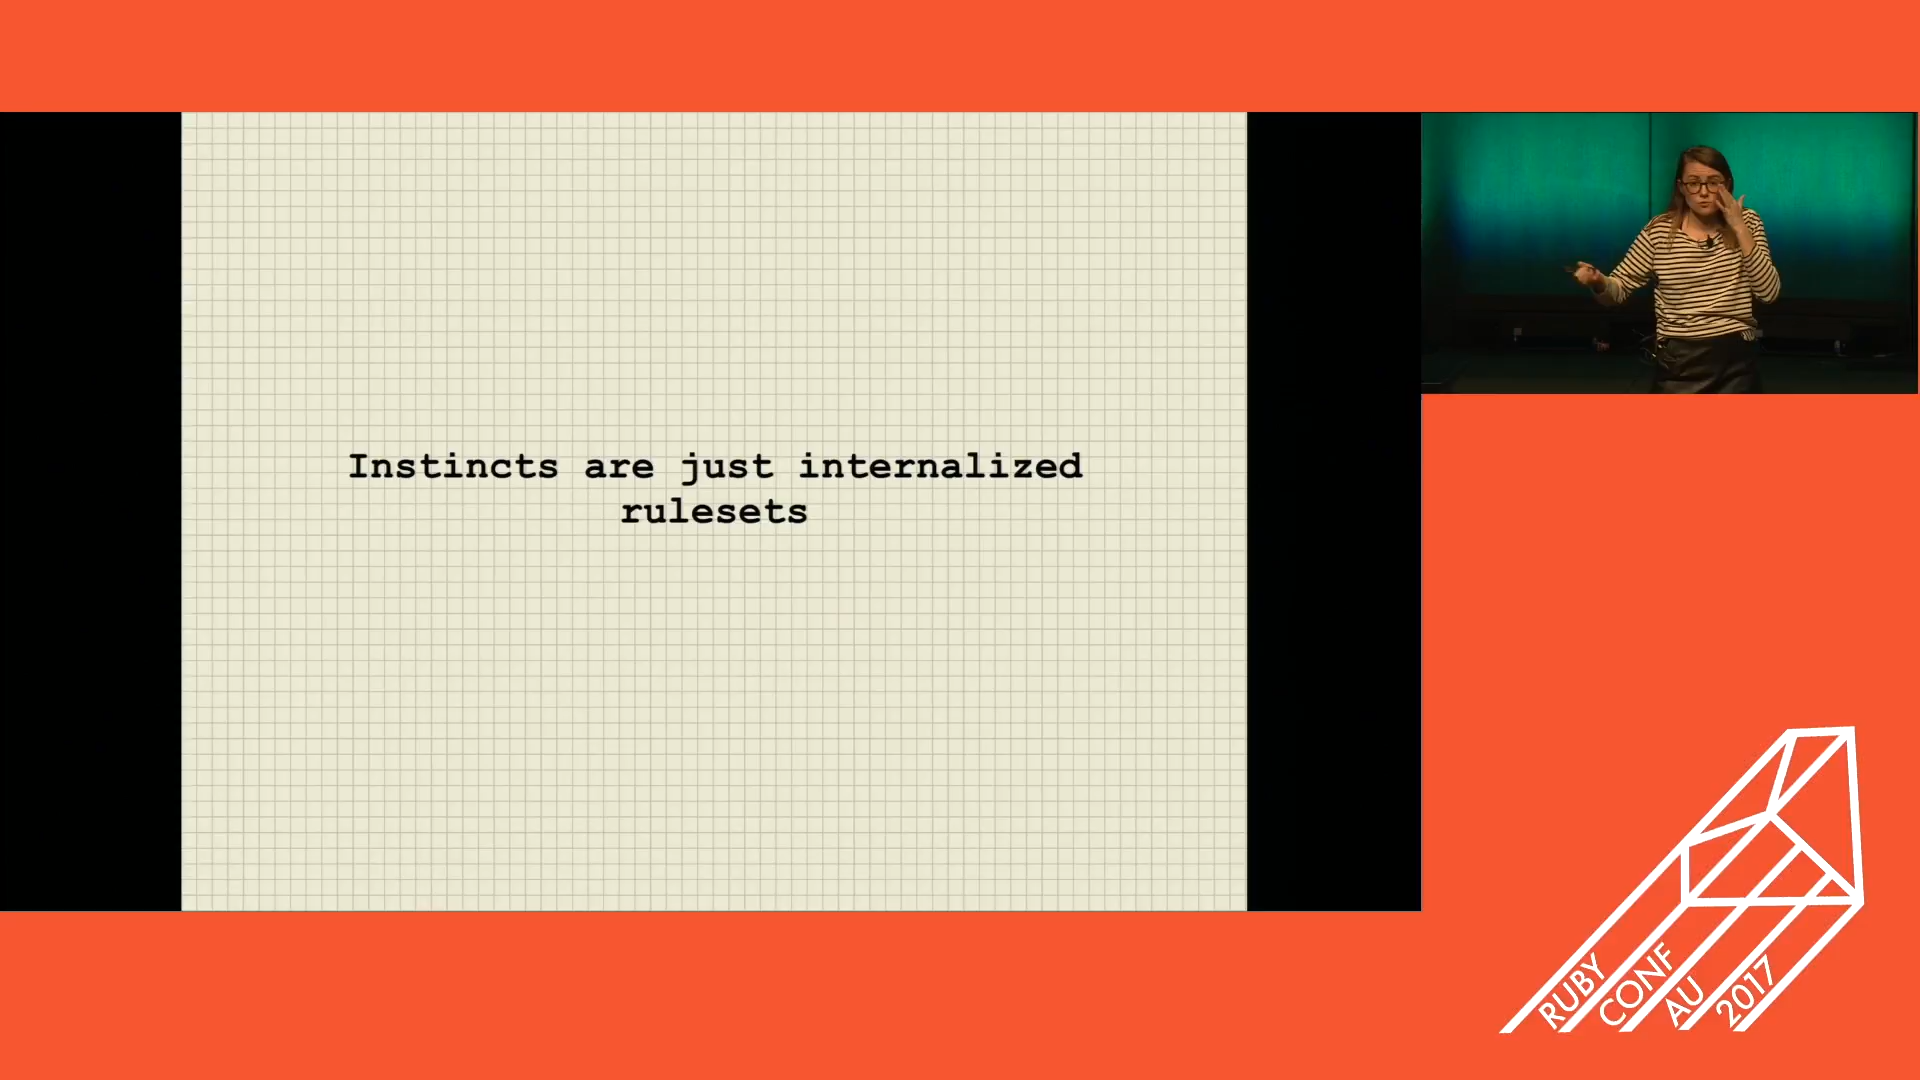 Instincts are just internalized
rulesets
RUBY
CONF
AU
2017